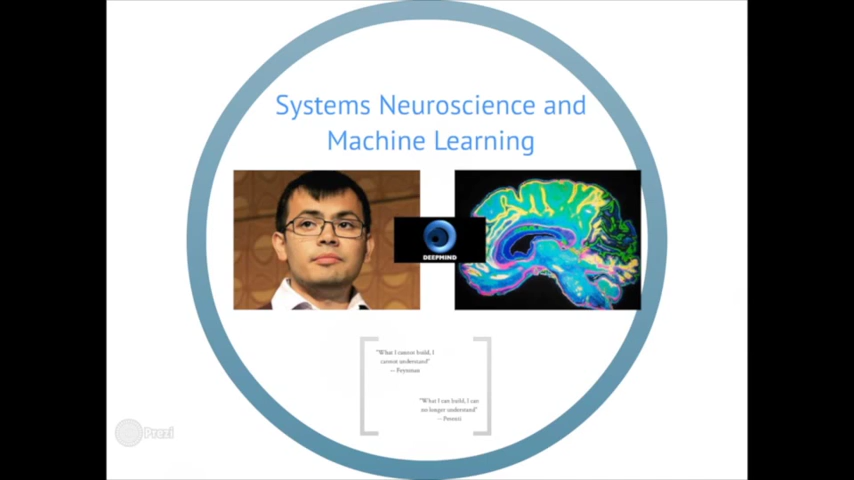 Systems Neuroscience and
Machine Learning
DEEPMIND
"What I cannot build, I
cannot understand"
— Feynman
"What I can build, I can
no longer understand"
Prezi